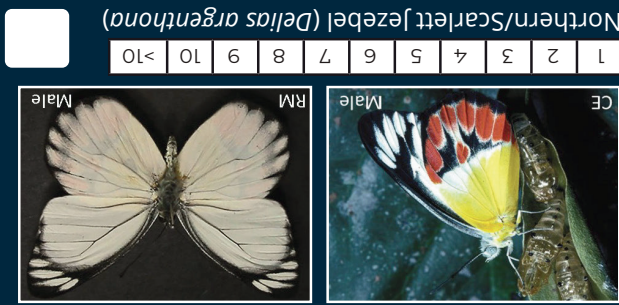 CE Male RM Male
1 2 3 4 5 6 7 8 9 10 >10
Northern/Scarlett Jezebel (Delias argenthona)